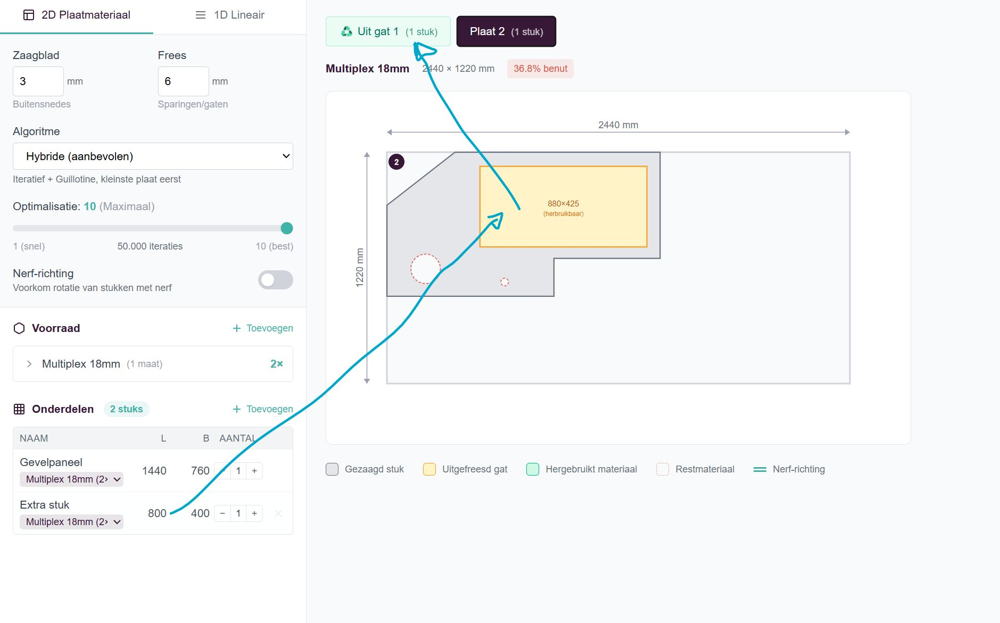 2D Plaatmateriaal
1D Lineair
Zaagblad
Frees
3 mm
6 mm
Buitensnedes
Sparingen/gaten
Algoritme
Hybride (aanbevolen)
Iteratief + Guillotine, kleinste plaat eerst
Optimalisatie: 10 (Maximaal)
1 (snel)
50.000 iteraties
10 (best)
Nerf-richting
Voorkom rotatie van stukken met nerf
Voorraad
+ Toevoegen
Multiplex 18mm (1 maat)
2×
Onderdelen
2 stuks
+ Toevoegen
NAAM L B AANTAL
Gevelpaneel
1440 760 − 1 +
Multiplex 18mm (2×
Extra stuk
800 400 − 1 +
Multiplex 18mm (2×
Uit gat 1 (1 stuk)
Plaat 2 (1 stuk)
Multiplex 18mm
2440 × 1220 mm
36.8% benut
2440 mm
1220 mm
2
880×425
(herbruikbaar)
Gezaagd stuk
Uitgefreesd gat
Hergebruikt materiaal
Restmateriaal
Nerf-richting